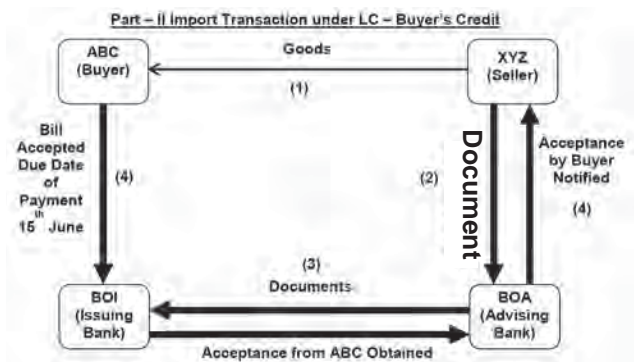 Part – II Import Transaction under LC – Buyer's Credit
ABC
(Buyer)
Goods
(1)
XYZ
(Seller)
Bill
Accepted
Due Date
of
Payment
15th June
(4)
(2)
Document
Acceptance
by Buyer
Notified
(4)
(3)
Documents
BOI
(Issuing
Bank)
BOA
(Advising
Bank)
Acceptance from ABC Obtained